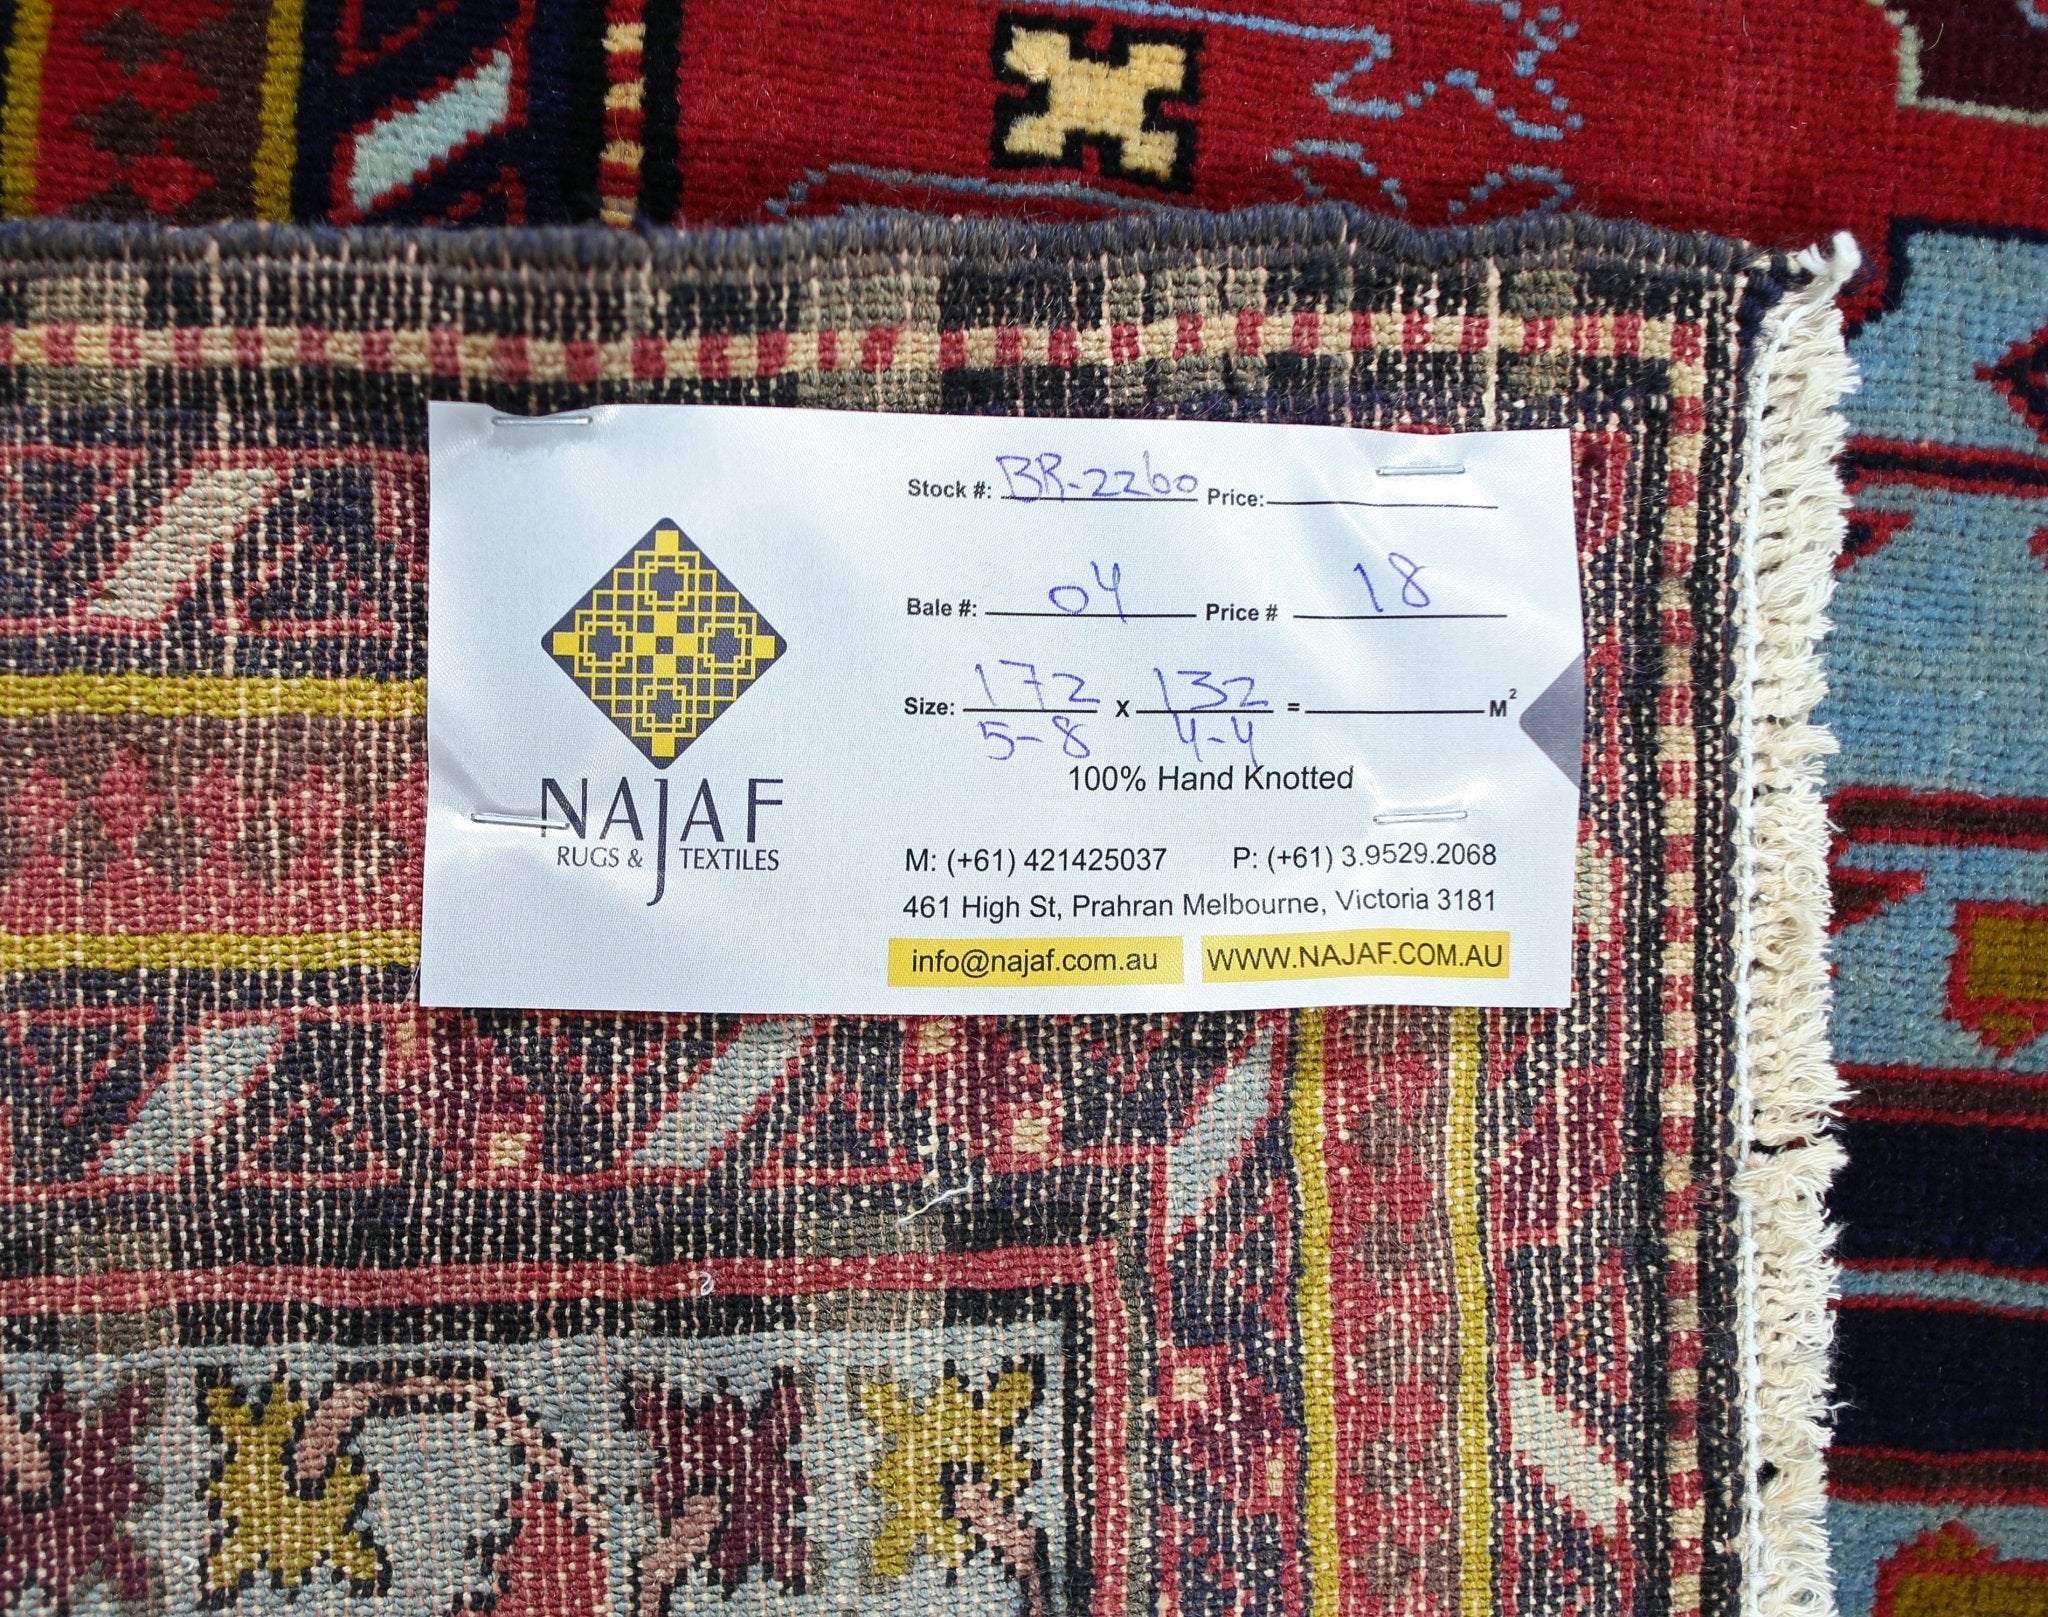 Stock #: BR-2260 Price:
Bale #: 04 Price # 18
Size: 172 x 132 = M²
5-8 4-4
100% Hand Knotted
NAJAF
RUGS & TEXTILES
M: (+61) 421425037 P: (+61) 3.9529.2068
461 High St, Prahran Melbourne, Victoria 3181
info@najaf.com.au WWW.NAJAF.COM.AU